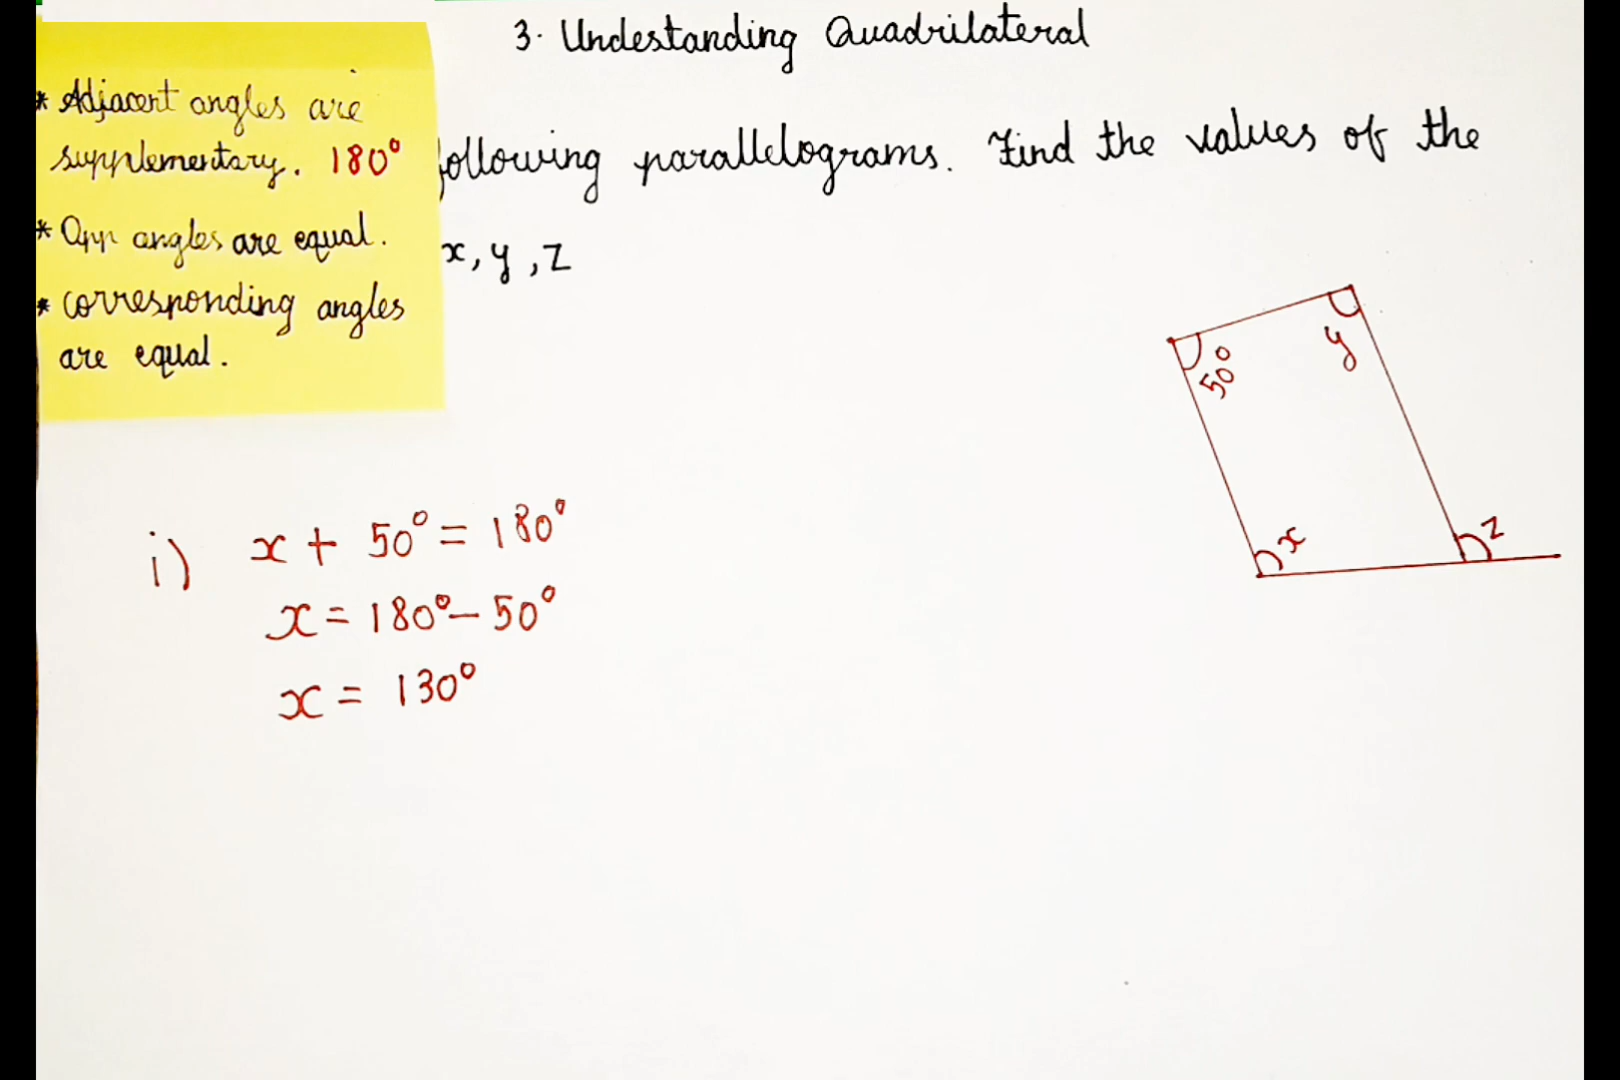 3. Undestanding Quadrilateral
* Adjacent angles are
supplementary. 180°
* Opp angles are equal.
* corresponding angles
are equal.
following parallelograms. Find the values of the
x, y, z
50°
y
x
z
i) x + 50° = 180°
x = 180° - 50°
x = 130°